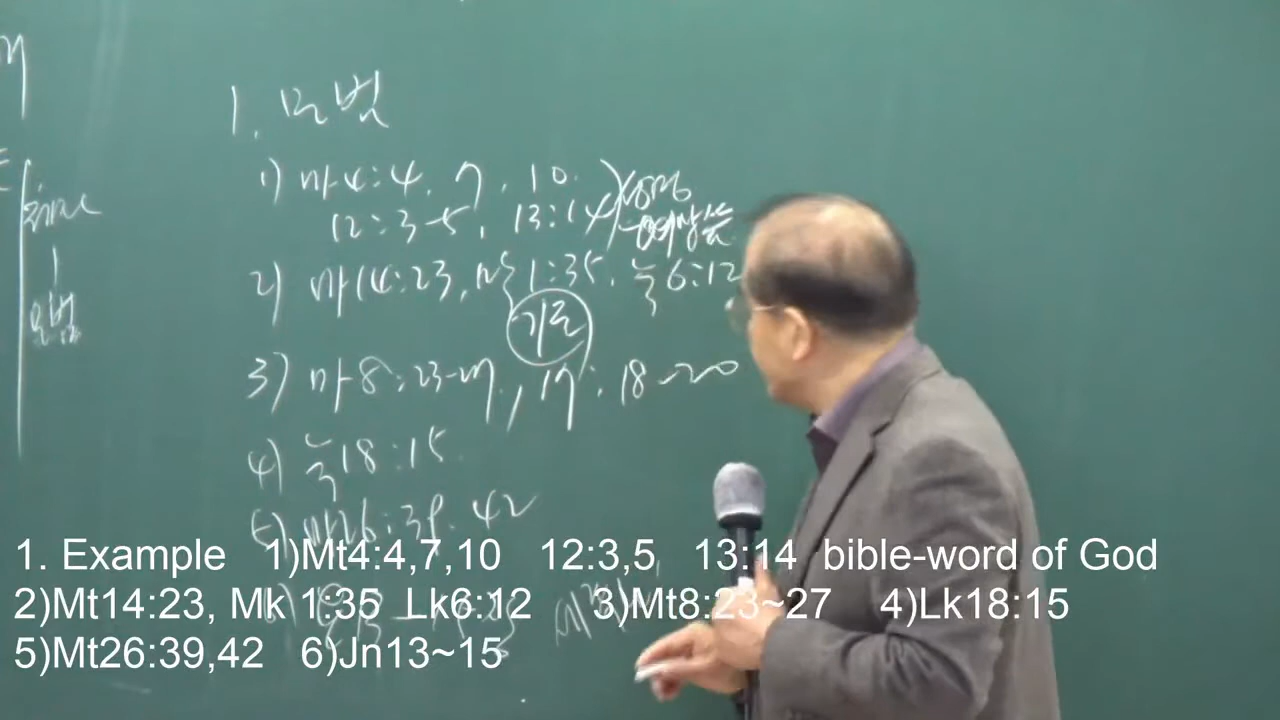 1. 모범
1) 마4:4, 7, 10.
12:3-5, 13:14
2) 마14:23, 막1:35. 눅6:12
기도
3) 마8:23-27, 17:18~20
4) 눅18:15
5) 마26:39. 42
모범
1. Example 1)Mt4:4,7,10 12:3,5, 13:14 bible-word of God
2)Mt14:23, Mk 1:35 Lk6:12 3)Mt8:23~27 4)Lk18:15
5)Mt26:39,42 6)Jn13~15